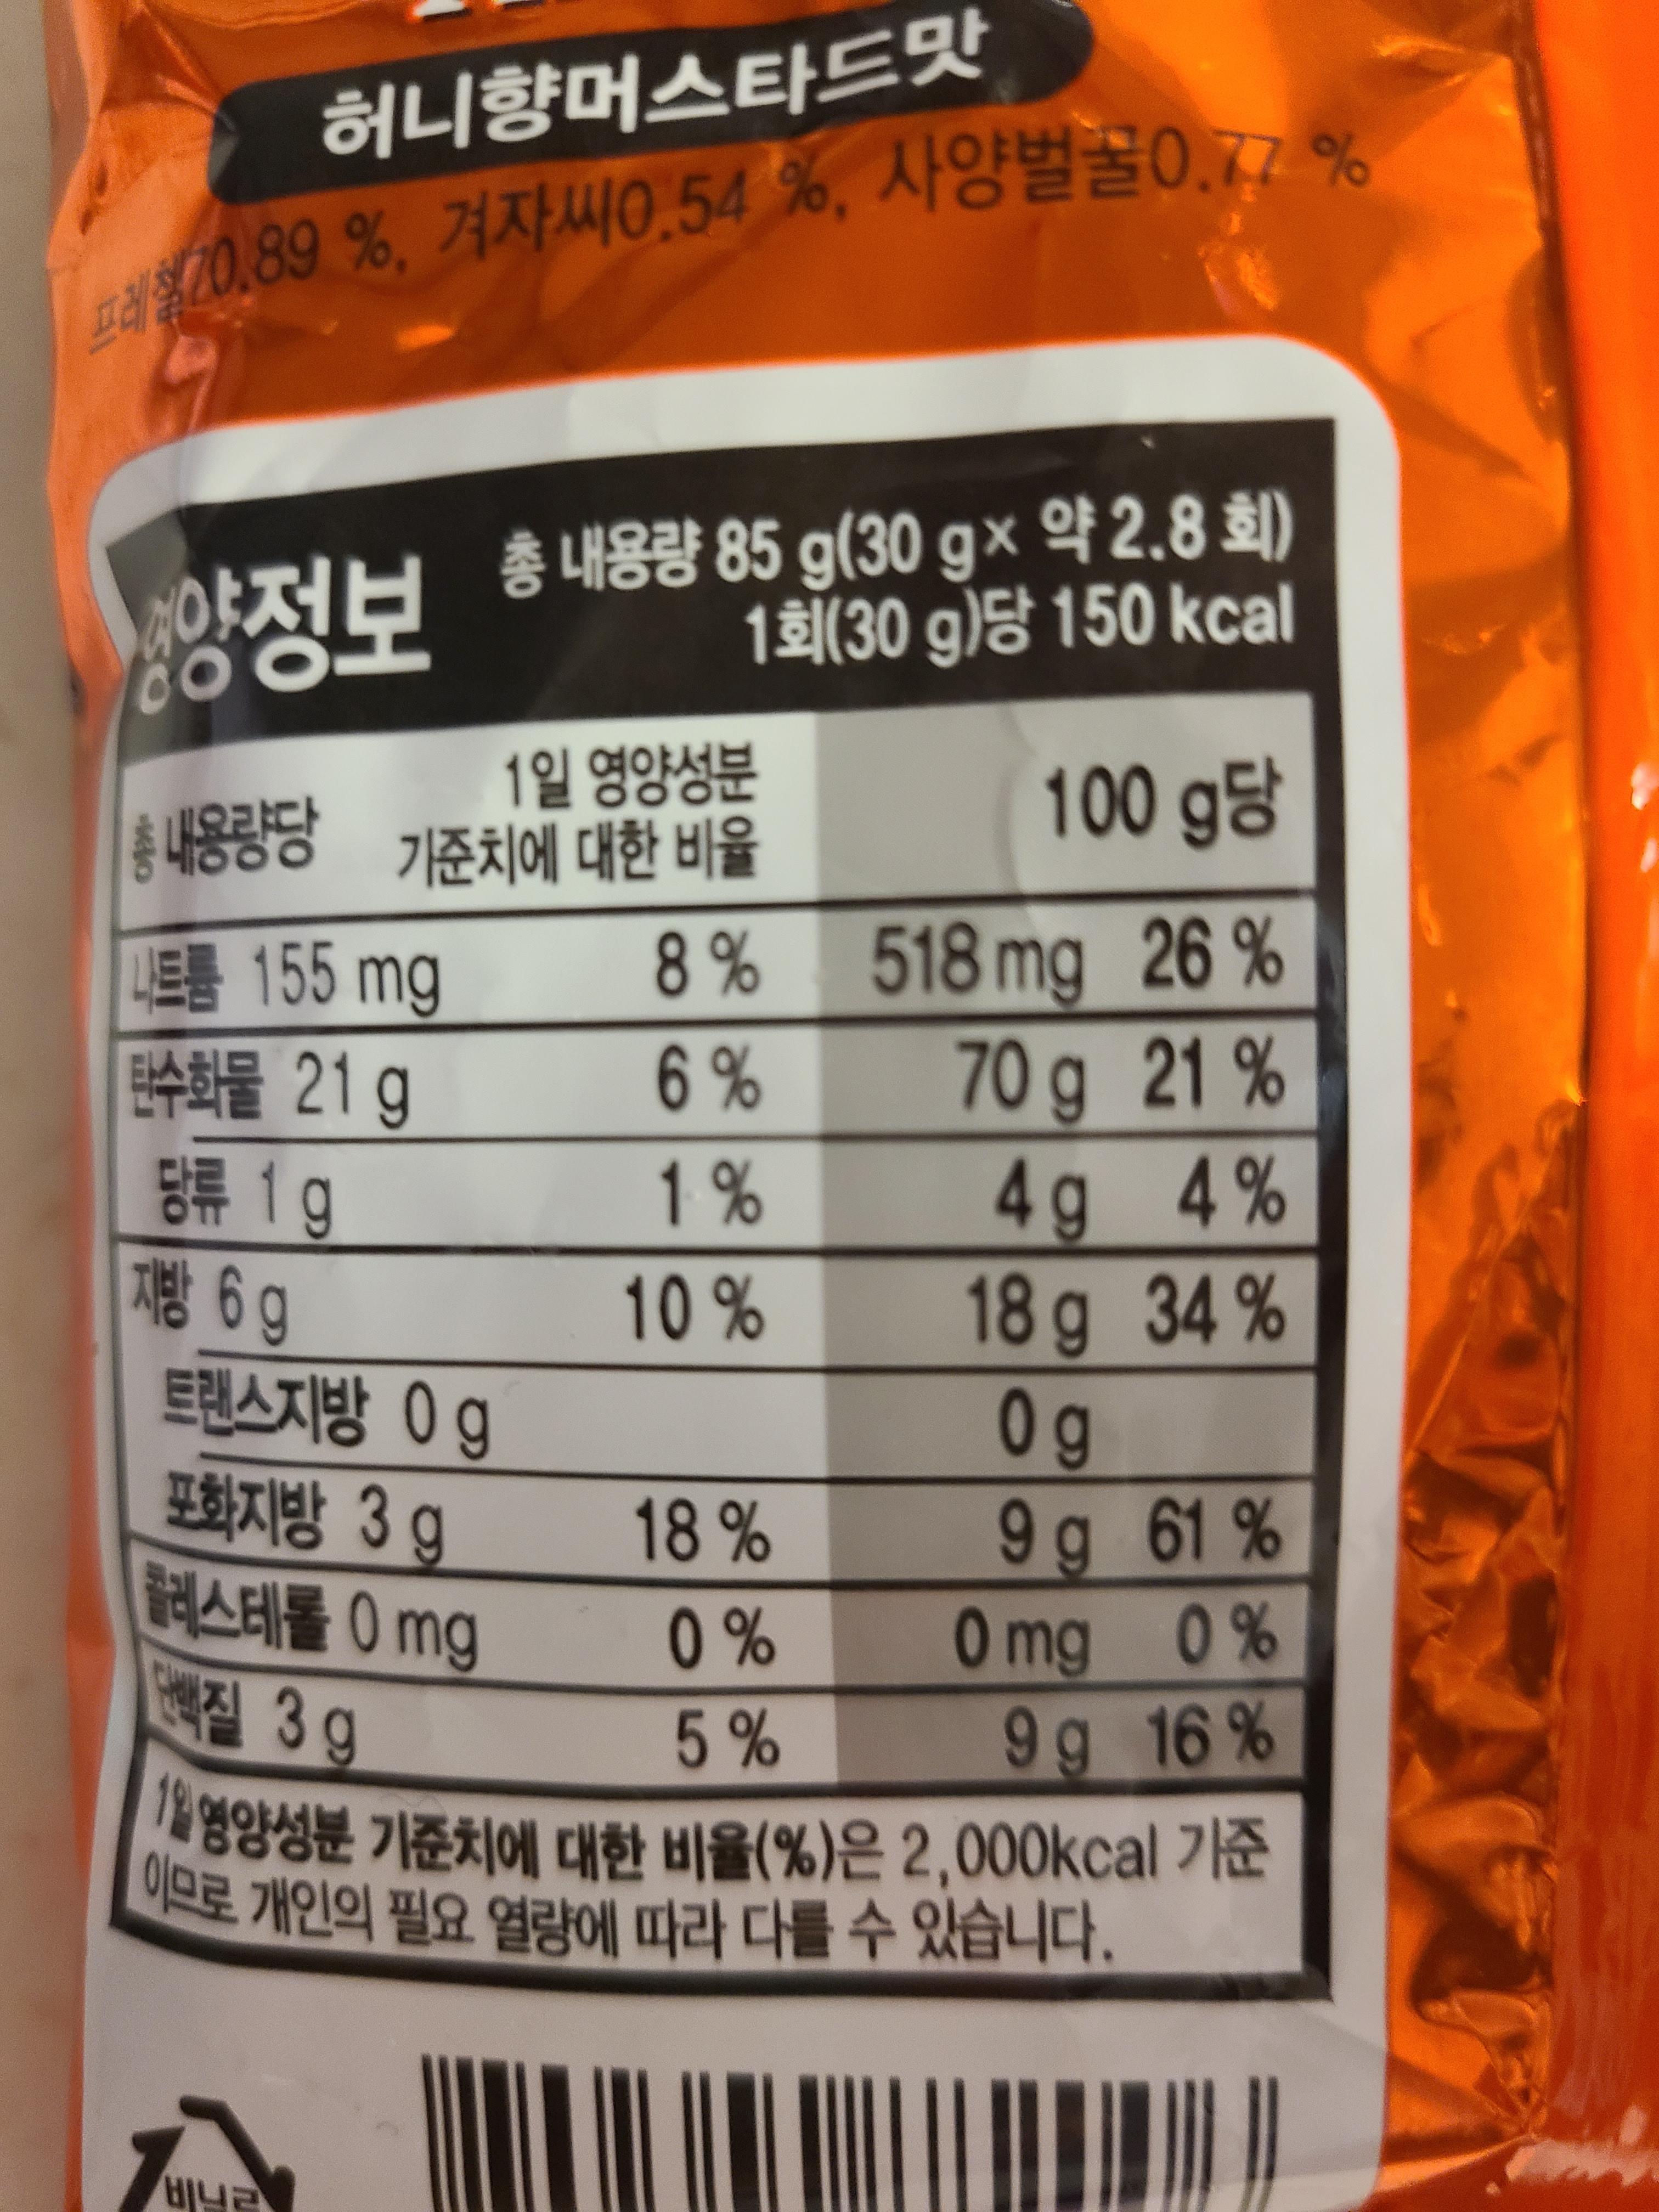 허니향머스타드맛
프레첼70.89 %, 겨자씨0.54 %, 사양벌꿀0.77 %
영양정보
총 내용량 85 g(30 g× 약 2.8 회)
1회(30 g)당 150 kcal
총 내용량당 1일 영양성분 기준치에 대한 비율 100 g당
나트륨 155 mg 8 % 518 mg 26 %
탄수화물 21 g 6 % 70 g 21 %
당류 1 g 1 % 4 g 4 %
지방 6 g 10 % 18 g 34 %
트랜스지방 0 g 0 g
포화지방 3 g 18 % 9 g 61 %
콜레스테롤 0 mg 0 % 0 mg 0 %
단백질 3 g 5 % 9 g 16 %
1일 영양성분 기준치에 대한 비율(%)은 2,000kcal 기준
이므로 개인의 필요 열량에 따라 다를 수 있습니다.
비닐류